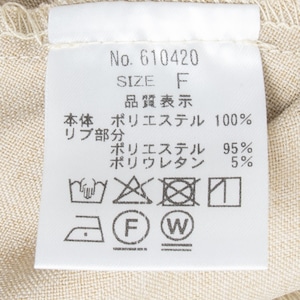 No. 610420
SIZE F
品質表示
本体 ポリエステル 100%
リブ部分
ポリエステル 95%
ポリウレタン 5%
F W